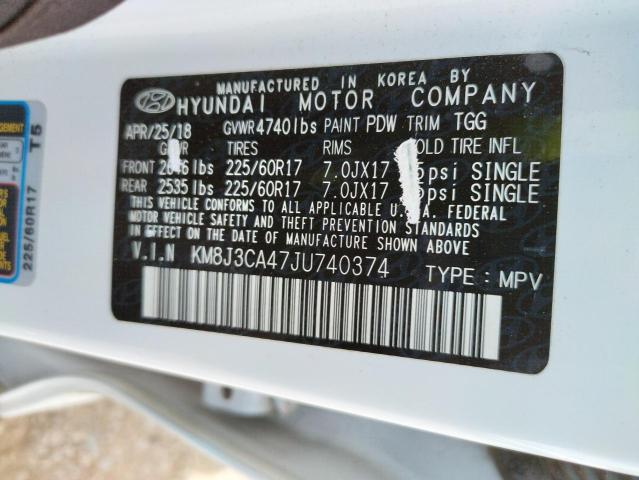 MANUFACTURED IN KOREA BY
HYUNDAI MOTOR COMPANY
APR/25/18 GVWR4740lbs PAINT PDW TRIM TGG
TIRES RIMS TIRE INFL
FRONT lbs 225/60R17 7.0JX17 SINGLE
REAR 2535 lbs 225/60R17 7.0JX17 psi SINGLE
THIS VEHICLE CONFORMS TO ALL APPLICABLE FEDERAL
MOTOR VEHICLE SAFETY AND THEFT PREVENTION STANDARDS
IN EFFECT ON THE DATE OF MANUFACTURE SHOWN ABOVE.
V.I.N KM8J3CA47JU740374 TYPE : MPV
T5
225/60R17